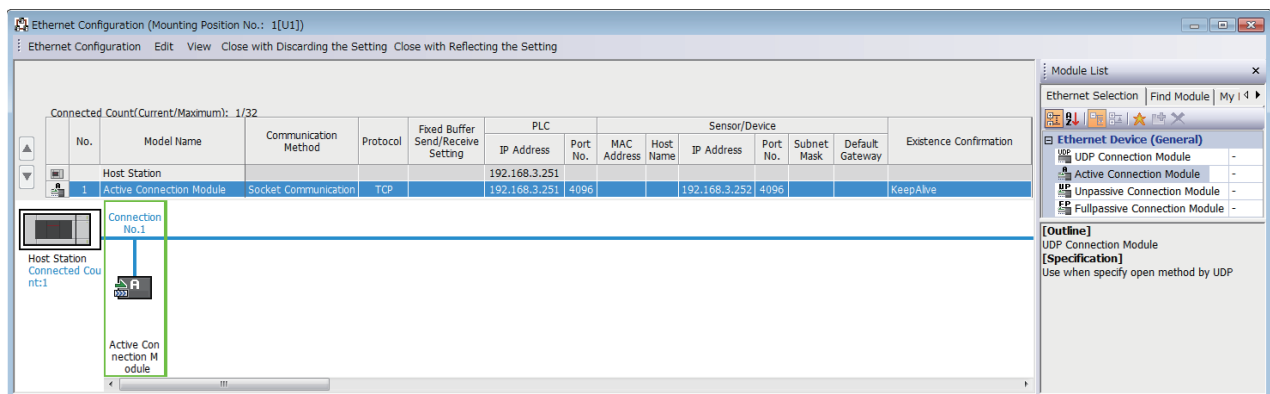 Ethernet Configuration (Mounting Position No.: 1[U1])
Ethernet Configuration Edit View Close with Discarding the Setting Close with Reflecting the Setting
Connected Count(Current/Maximum): 1/32
No. Model Name Communication Method Protocol Fixed Buffer Send/Receive Setting PLC Sensor/Device Existence Confirmation
IP Address Port No. MAC Address Host Name IP Address Port No. Subnet Mask Default Gateway
Host Station 192.168.3.251
1 Active Connection Module Socket Communication TCP 192.168.3.251 4096 192.168.3.252 4096 KeepAlive
Connection
No.1
Host Station
Connected Cou
nt:1
A
Active Con
nection M
odule
Module List
Ethernet Selection Find Module My
Ethernet Device (General)
UDP Connection Module -
Active Connection Module -
Unpassive Connection Module -
Fullpassive Connection Module -
[Outline]
UDP Connection Module
[Specification]
Use when specify open method by UDP